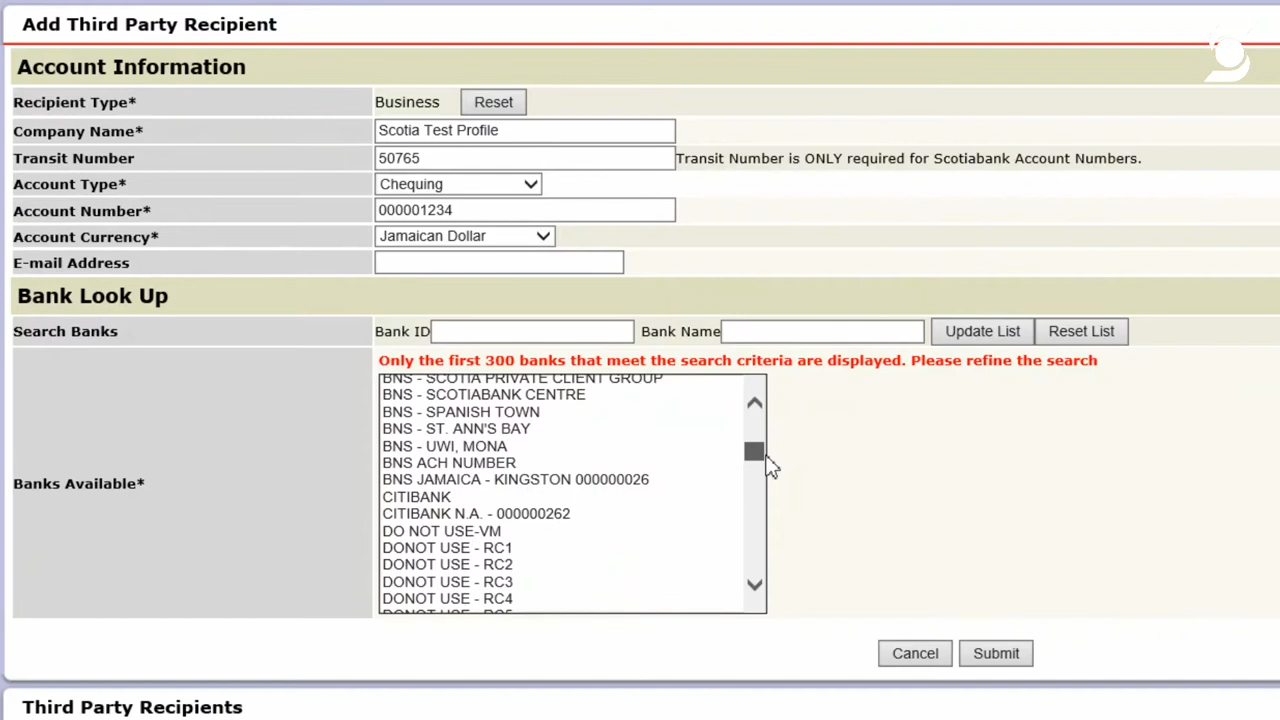 Add Third Party Recipient
Account Information
Recipient Type* Business Reset
Company Name* Scotia Test Profile
Transit Number 50765 Transit Number is ONLY required for Scotiabank Account Numbers.
Account Type* Chequing
Account Number* 000001234
Account Currency* Jamaican Dollar
E-mail Address
Bank Look Up
Search Banks Bank ID Bank Name Update List Reset List
Only the first 300 banks that meet the search criteria are displayed. Please refine the search
Banks Available*
BNS - SCOTIA PRIVATE CLIENT GROUP
BNS - SCOTIABANK CENTRE
BNS - SPANISH TOWN
BNS - ST. ANN'S BAY
BNS - UWI, MONA
BNS ACH NUMBER
BNS JAMAICA - KINGSTON 000000026
CITIBANK
CITIBANK N.A. - 000000262
DO NOT USE-VM
DONOT USE - RC1
DONOT USE - RC2
DONOT USE - RC3
DONOT USE - RC4
Cancel Submit
Third Party Recipients